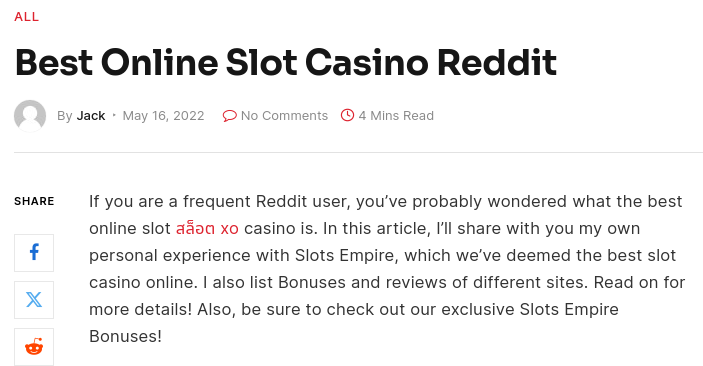 ALL
Best Online Slot Casino Reddit
By Jack · May 16, 2022 No Comments 4 Mins Read
SHARE
If you are a frequent Reddit user, you’ve probably wondered what the best
online slot สล็อต xo casino is. In this article, I’ll share with you my own
personal experience with Slots Empire, which we’ve deemed the best slot
casino online. I also list Bonuses and reviews of different sites. Read on for
more details! Also, be sure to check out our exclusive Slots Empire
Bonuses!